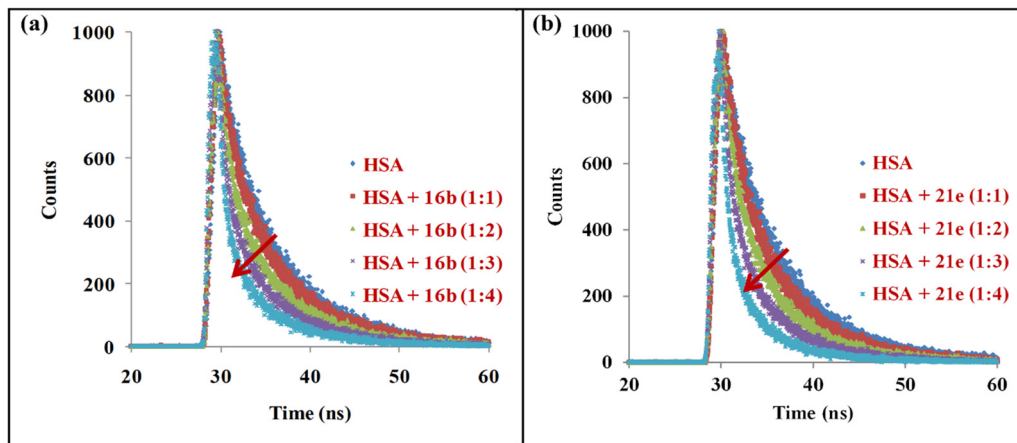 (a)
1000
800
600
400
200
0
Counts
20 30 40 50 60
Time (ns)
HSA
HSA + 16b (1:1)
HSA + 16b (1:2)
HSA + 16b (1:3)
HSA + 16b (1:4)
(b)
1000
800
600
400
200
0
Counts
20 30 40 50 60
Time (ns)
HSA
HSA + 21e (1:1)
HSA + 21e (1:2)
HSA + 21e (1:3)
HSA + 21e (1:4)